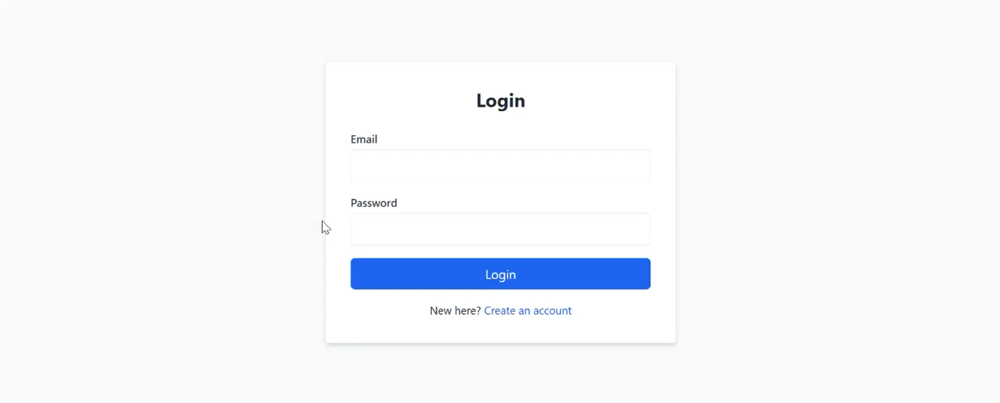 Login
Email
Password
Login
New here? Create an account